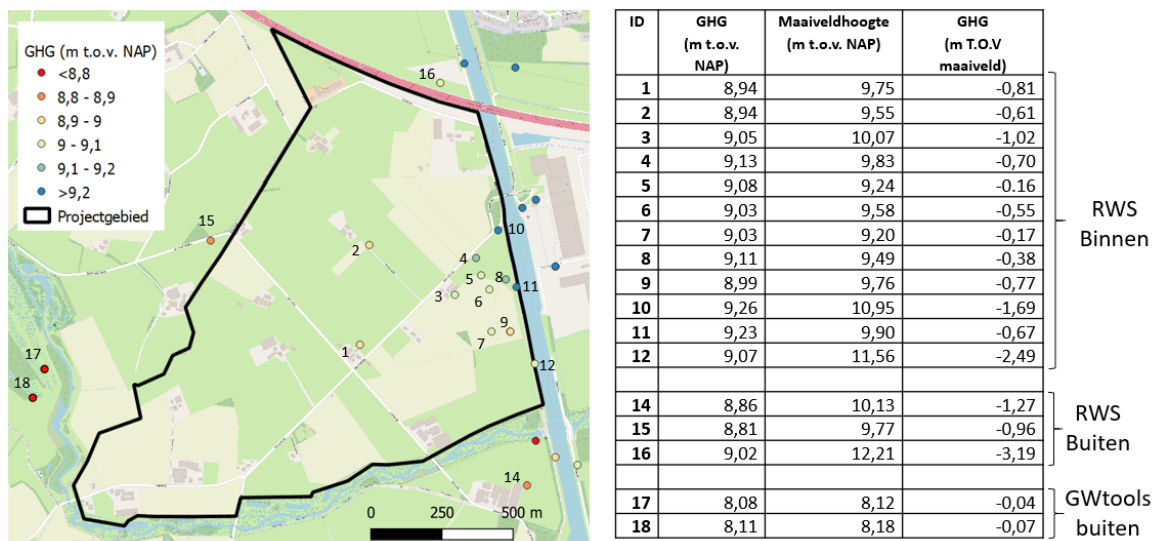 GHG (m t.o.v. NAP)
<8,8
8,8 - 8,9
8,9 - 9
9 - 9,1
9,1 - 9,2
>9,2
Projectgebied
16
15
10
2
4
5
8
11
3
6
7
9
1
12
17
18
14
0 250 500 m
ID GHG (m t.o.v. NAP) Maaiveldhoogte (m t.o.v. NAP) GHG (m T.O.V maaiveld)
1 8,94 9,75 -0,81
2 8,94 9,55 -0,61
3 9,05 10,07 -1,02
4 9,13 9,83 -0,70
5 9,08 9,24 -0.16
6 9,03 9,58 -0,55
7 9,03 9,20 -0,17
8 9,11 9,49 -0,38
9 8,99 9,76 -0,77
10 9,26 10,95 -1,69
11 9,23 9,90 -0,67
12 9,07 11,56 -2,49
RWS
Binnen
14 8,86 10,13 -1,27
15 8,81 9,77 -0,96
16 9,02 12,21 -3,19
RWS
Buiten
17 8,08 8,12 -0,04
18 8,11 8,18 -0,07
GWtools
buiten